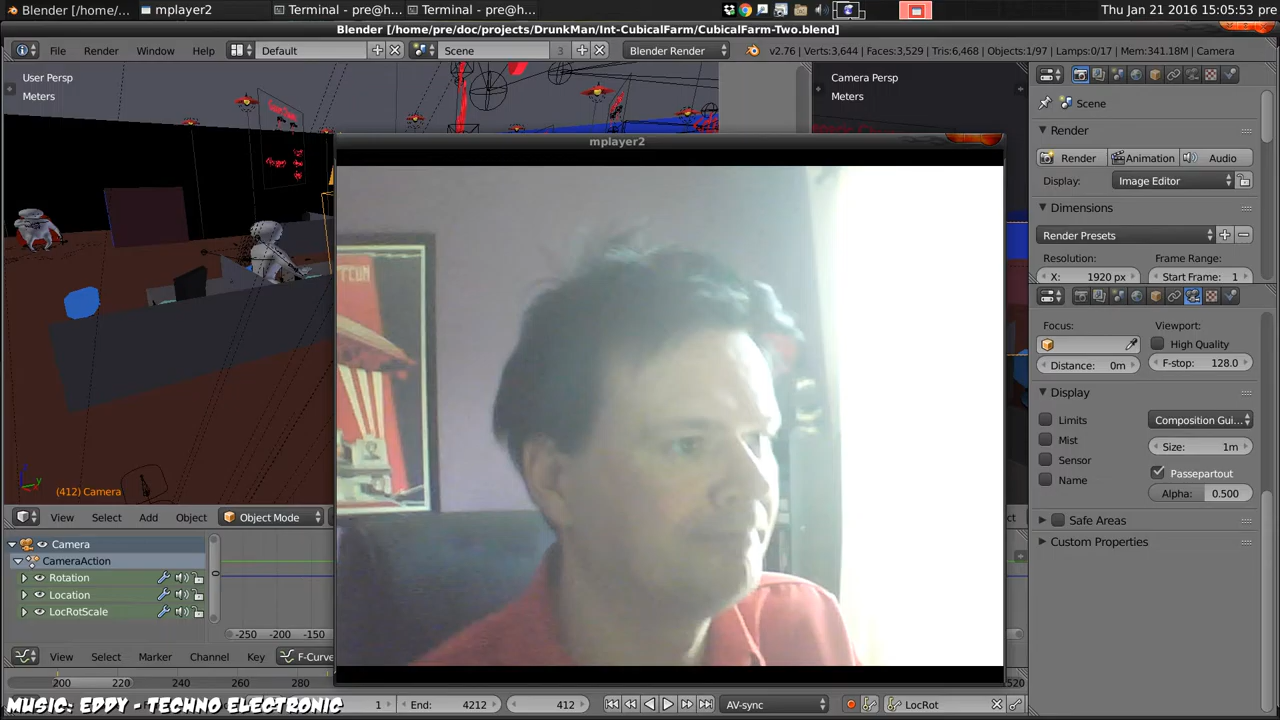 Blender [/home/...
mplayer2
Terminal - pre@h...
Terminal - pre@h...
Thu Jan 21 2016 15:05:53 pre
Blender [/home/pre/doc/projects/DrunkMan/Int-CubicalFarm/CubicalFarm-Two.blend]
File Render Window Help Default Scene 3 Blender Render v2.76 | Verts:3,644 | Faces:3,529 | Tris:6,468 | Objects:1/97 | Lamps:0/17 | Mem:341.18M | Camera
User Persp
Meters
Camera Persp
Meters
mplayer2
Scene
Render
Render Animation Audio
Display: Image Editor
Dimensions
Render Presets
Resolution: Frame Range:
X: 1920 px Start Frame: 1
Focus: Viewport:
High Quality
Distance: 0m F-stop: 128.0
Display
Limits Composition Gui...
Mist Size: 1m
Sensor Passepartout
Name Alpha: 0.500
Safe Areas
Custom Properties
(412) Camera
View Select Add Object Object Mode
Camera
CameraAction
Rotation
Location
LocRotScale
-250 -200 -150
View Select Marker Channel Key F-Curve
200 220 240 260 280 520
1 End: 4212 412 AV-sync LocRot
MUSIC: EDDY - TECHNO ELECTRONIC